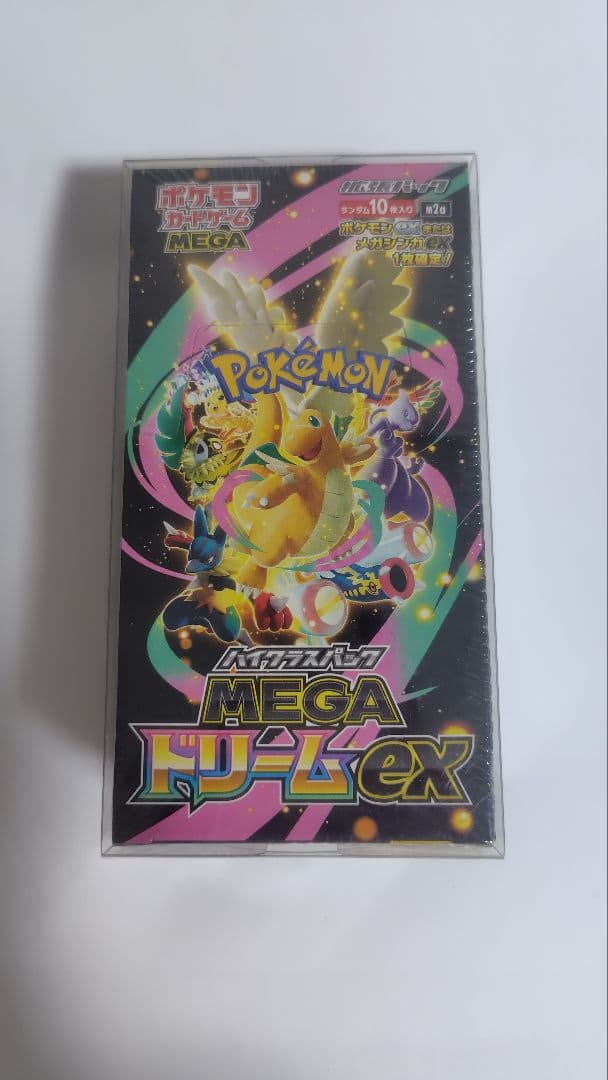 ポケモン
カードゲーム
MEGA
拡張パック
ランダム10枚入り m2a
ポケモンexまたは
メガシンカex
1枚確定!
POKéMON
ハイクラスパック
MEGA
ドリームex